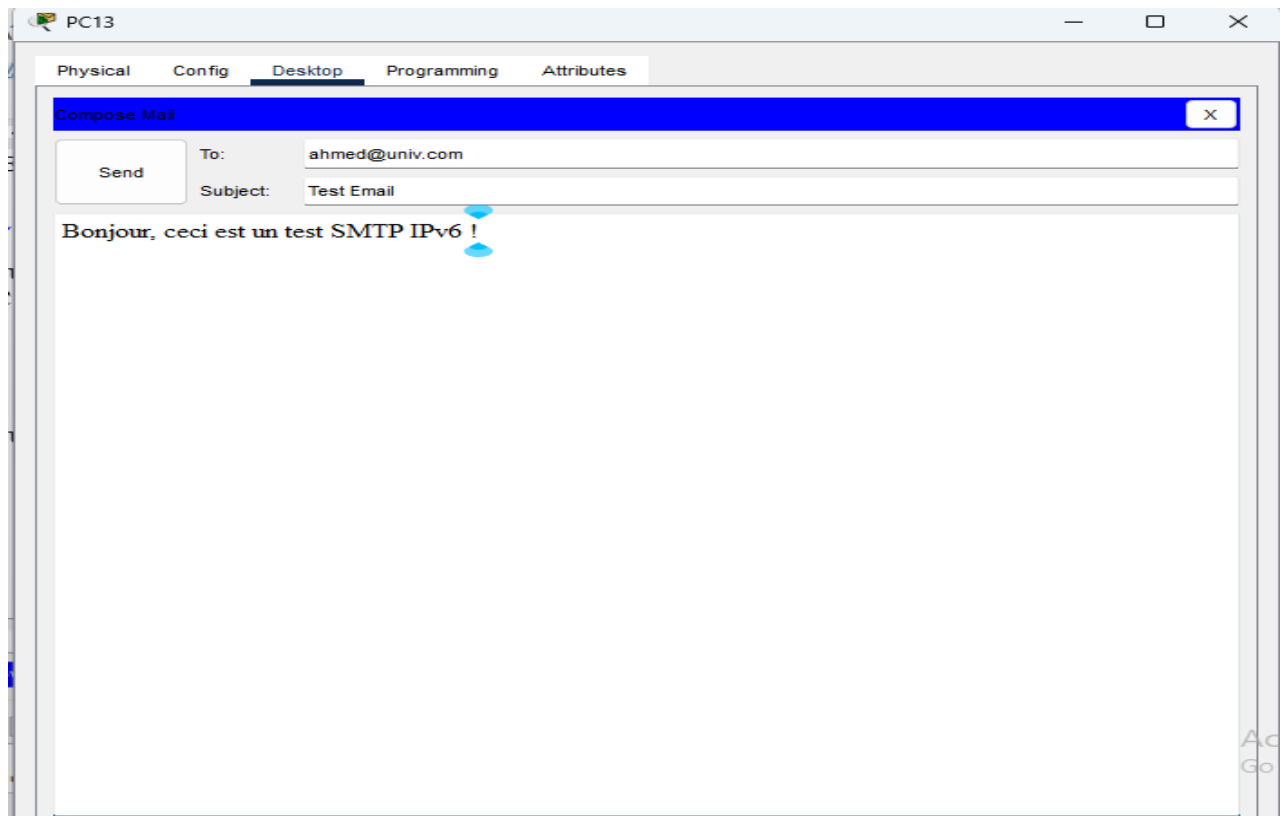 PC13
Physical Config Desktop Programming Attributes
Compose Mail X
Send
To: ahmed@univ.com
Subject: Test Email
Bonjour, ceci est un test SMTP IPv6 !
Go